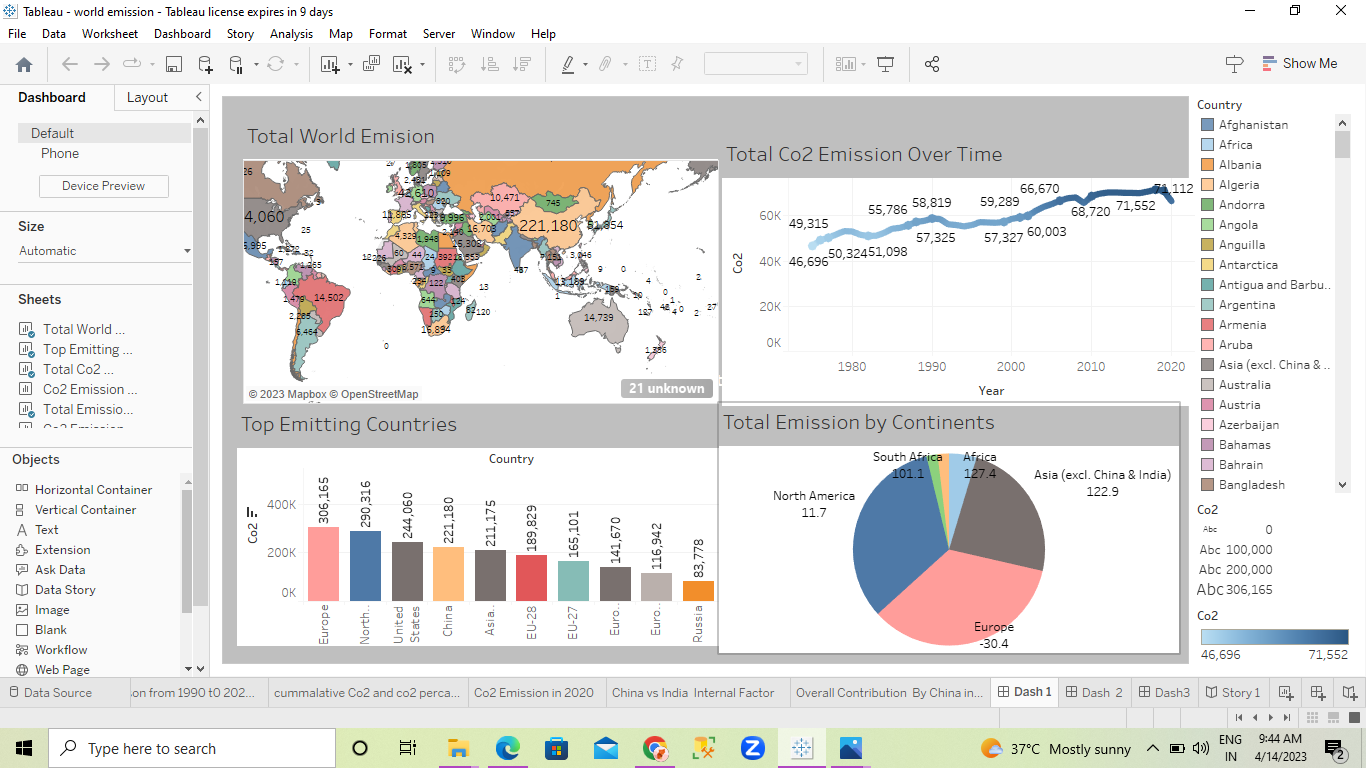 Tableau - world emission - Tableau license expires in 9 days
File Data Worksheet Dashboard Story Analysis Map Format Server Window Help
Show Me
Dashboard Layout
Default
Phone
Device Preview
Size
Automatic
Sheets
Total World ...
Top Emitting ...
Total Co2 ...
Co2 Emission ...
Total Emissio...
Co2 Emission
Objects
Horizontal Container
Vertical Container
Text
Extension
Ask Data
Data Story
Image
Blank
Workflow
Web Page
Total World Emision
42,610
10,471
745
4,060
221,180
51,854
16,703
14,502
6,464
14,739
16,894
© 2023 Mapbox © OpenStreetMap
21 unknown
Total Co2 Emission Over Time
Co2
60K
40K
20K
0K
49,315
46,696
50,324
51,098
55,786
58,819
57,325
59,289
57,327
60,003
66,670
68,720
71,552
71,112
1980 1990 2000 2010 2020
Year
Top Emitting Countries
Country
Co2
400K
200K
0K
306,165
290,316
244,060
221,180
211,175
189,829
165,101
141,670
116,942
83,778
Europe
North..
United States
China
Asia..
EU-28
EU-27
Euro..
Euro..
Russia
Total Emission by Continents
South Africa
101.1
Africa
127.4
Asia (excl. China & India)
122.9
North America
11.7
Europe
-30.4
Country
Afghanistan
Africa
Albania
Algeria
Andorra
Angola
Anguilla
Antarctica
Antigua and Barbu..
Argentina
Armenia
Aruba
Asia (excl. China & ..
Australia
Austria
Azerbaijan
Bahamas
Bahrain
Bangladesh
Co2
Abc 0
Abc 100,000
Abc 200,000
Abc 306,165
Co2
46,696 71,552
Data Source
on from 1990 to 202...
cummalative Co2 and co2 perca...
Co2 Emission in 2020
China vs India Internal Factor
Overall Contribution By China in...
Dash 1
Dash 2
Dash3
Story 1
Type here to search
37°C Mostly sunny
ENG
IN
9:44 AM
4/14/2023
2